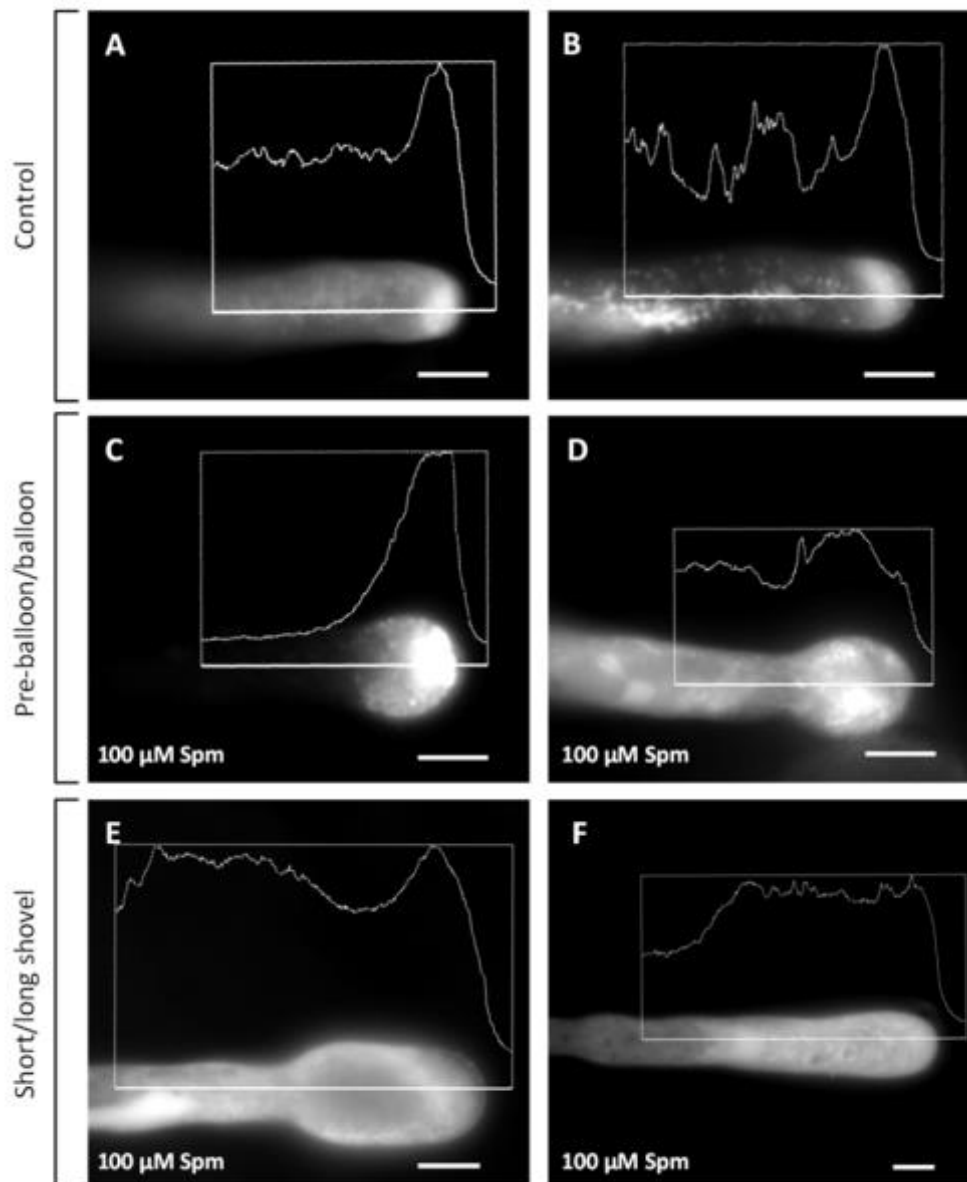 Control
A
B
Pre-balloon/balloon
C
D
100 µM Spm
100 µM Spm
Short/long shovel
E
F
100 µM Spm
100 µM Spm